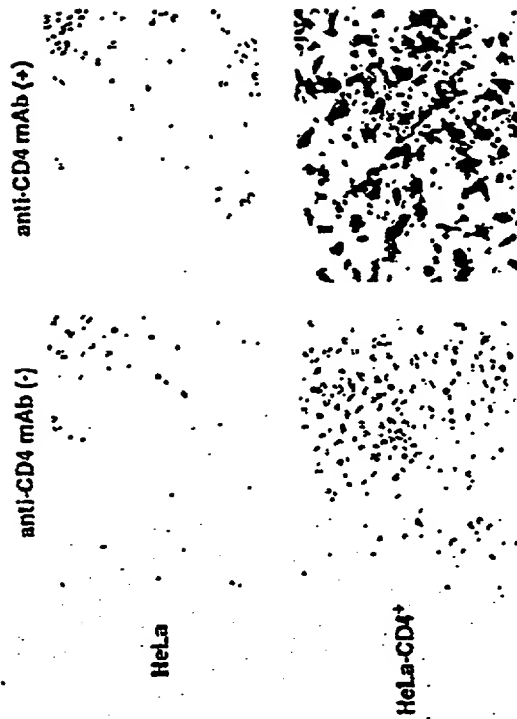 anti-CD4 mAb (-)
anti-CD4 mAb (+)
HeLa
HeLa-CD4⁺